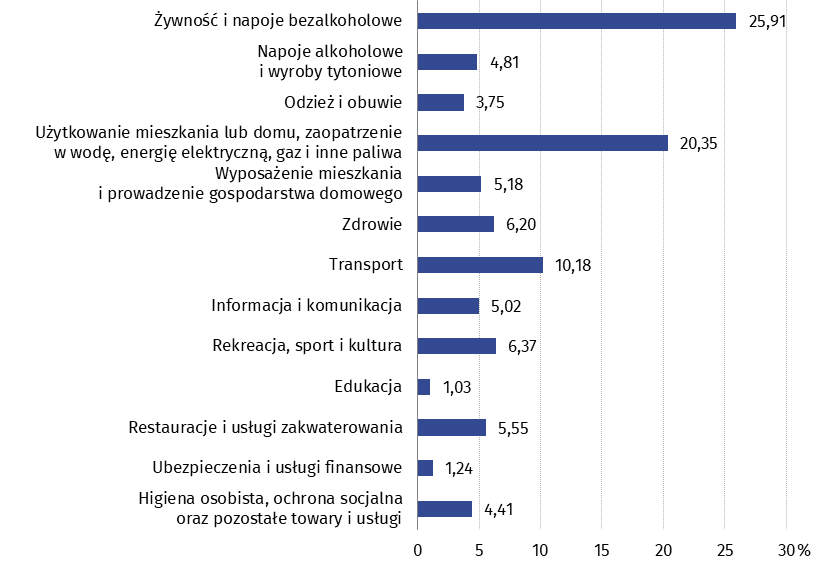 Żywność i napoje bezalkoholowe 25,91
Napoje alkoholowe
i wyroby tytoniowe 4,81
Odzież i obuwie 3,75
Użytkowanie mieszkania lub domu, zaopatrzenie
w wodę, energię elektryczną, gaz i inne paliwa 20,35
Wyposażenie mieszkania
i prowadzenie gospodarstwa domowego 5,18
Zdrowie 6,20
Transport 10,18
Informacja i komunikacja 5,02
Rekreacja, sport i kultura 6,37
Edukacja 1,03
Restauracje i usługi zakwaterowania 5,55
Ubezpieczenia i usługi finansowe 1,24
Higiena osobista, ochrona socjalna
oraz pozostałe towary i usługi 4,41
0 5 10 15 20 25 30 %